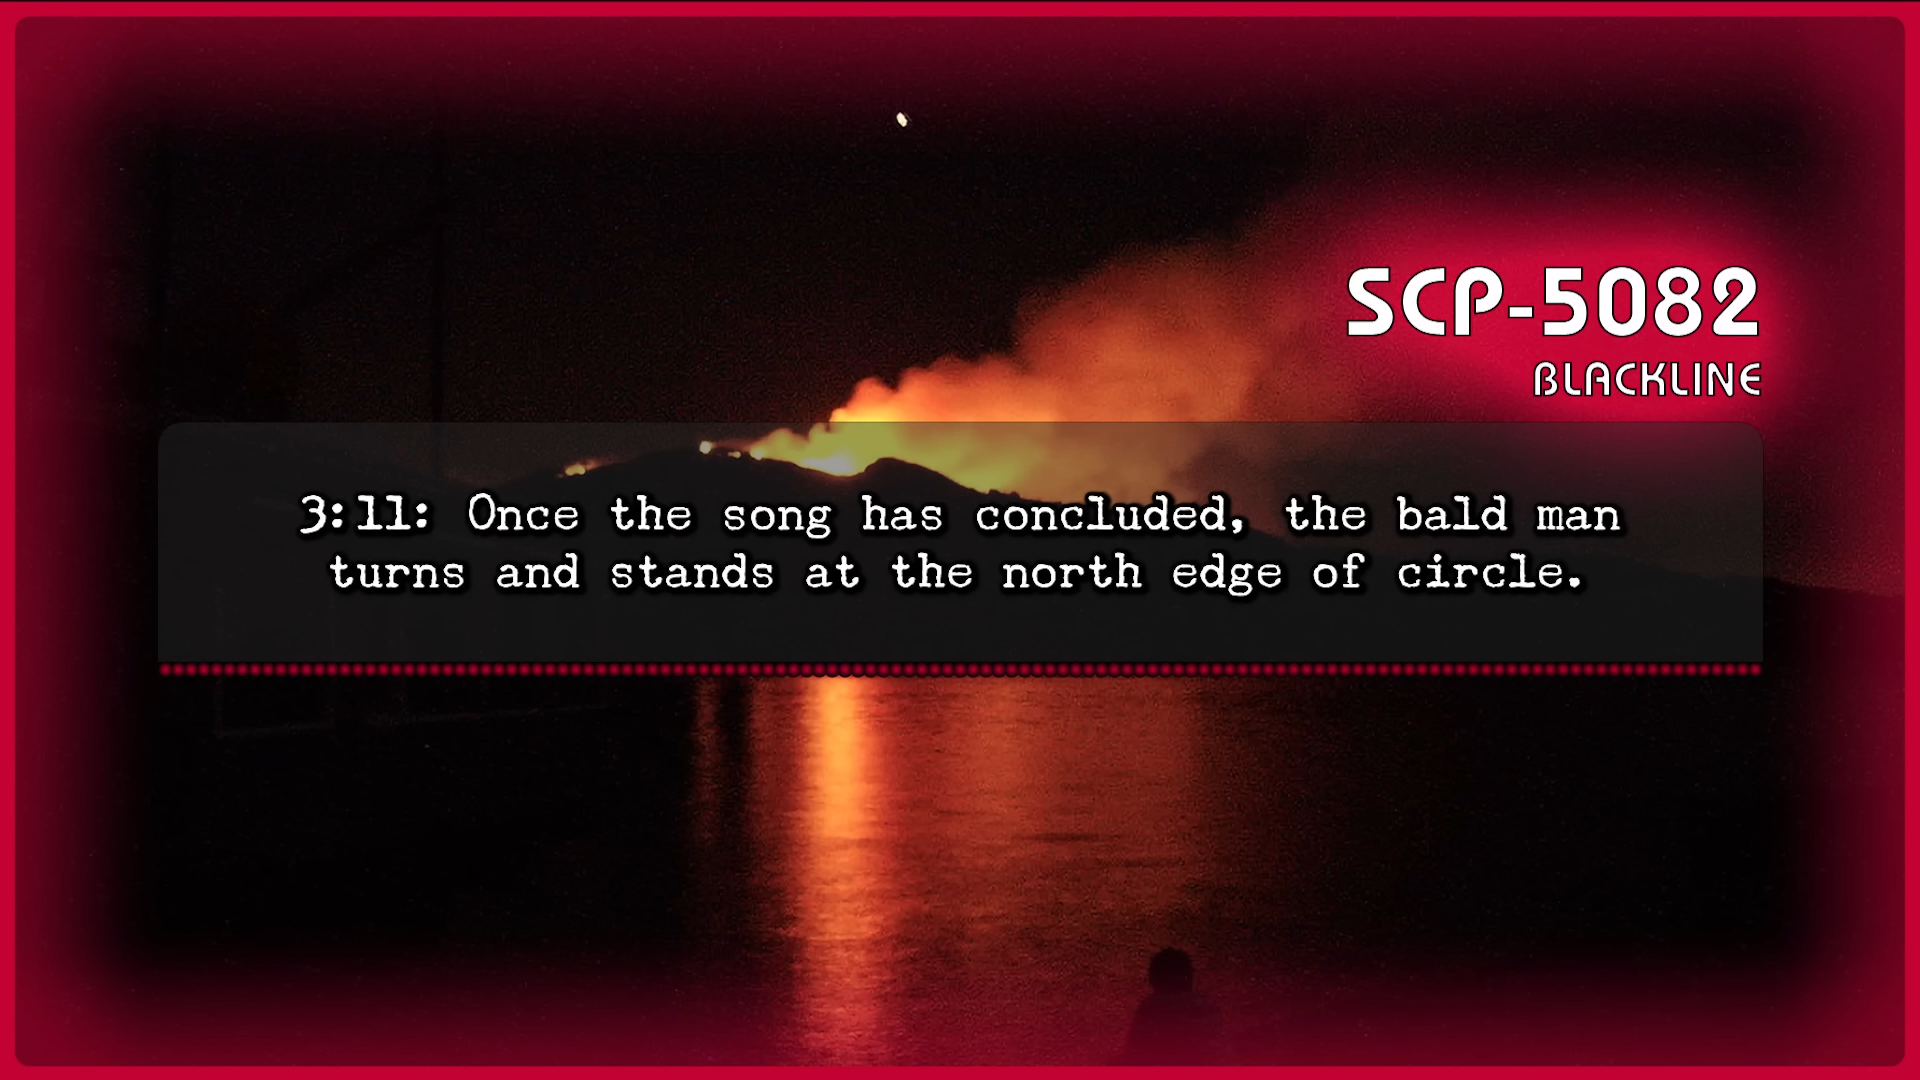 SCP-5082
BLACKLINE
3:11: Once the song has concluded, the bald man
turns and stands at the north edge of circle.